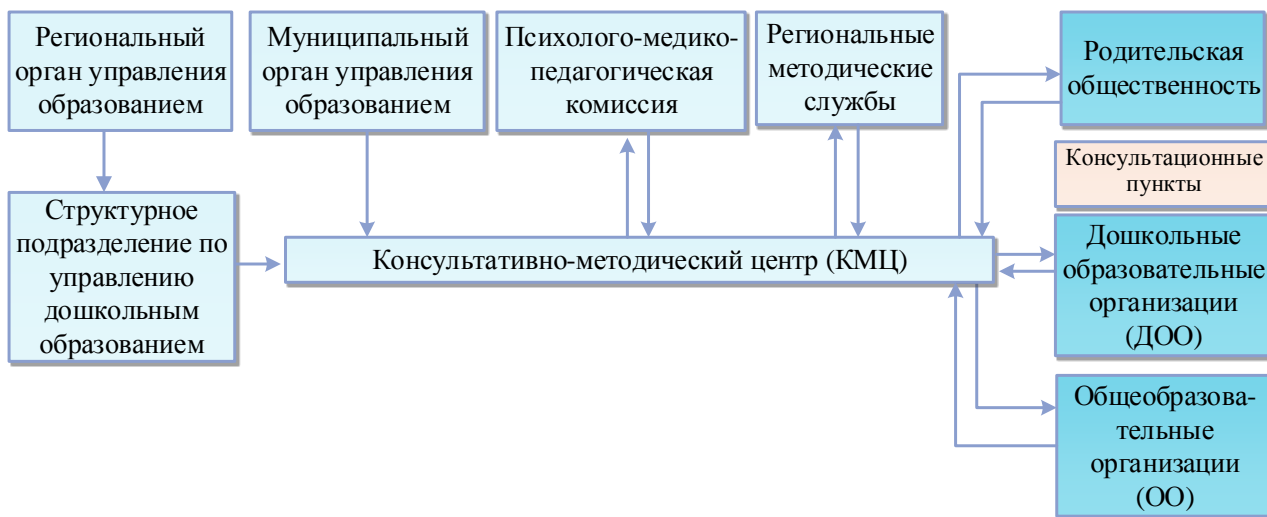 Региональный
орган управления
образованием
Муниципальный
орган управления
образованием
Психолого-медико-
педагогическая
комиссия
Региональные
методические
службы
Родительская
общественность
Консультационные
пункты
Структурное
подразделение по
управлению
дошкольным
образованием
Консультативно-методический центр (КМЦ)
Дошкольные
образовательные
организации
(ДОО)
Общеобразова-
тельные
организации
(ОО)